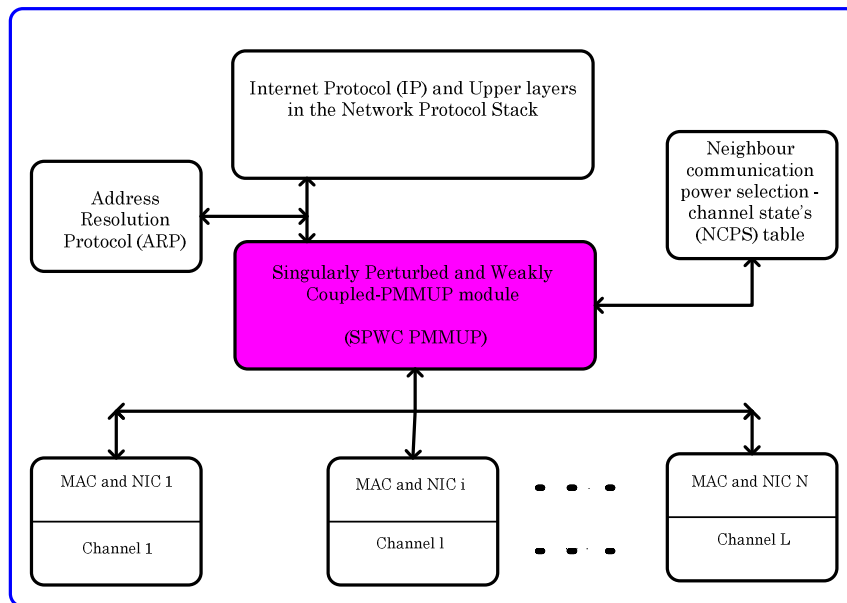 Internet Protocol (IP) and Upper layers
in the Network Protocol Stack
Neighbour
communication
power selection -
channel state's
(NCPS) table
Address
Resolution
Protocol (ARP)
Singularly Perturbed and Weakly
Coupled-PMMUP module
(SPWC PMMUP)
MAC and NIC 1
Channel 1
MAC and NIC i
Channel l
MAC and NIC N
Channel L